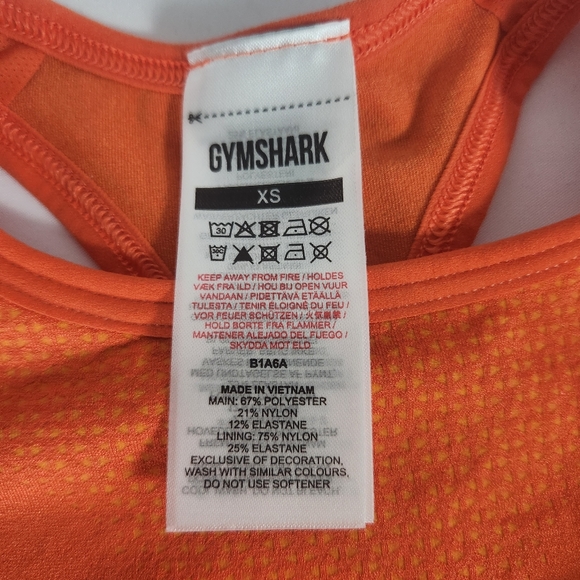 GYMSHARK
XS
30
KEEP AWAY FROM FIRE / HOLDES
VÆK FRA ILD / HOU BIJ OPEN VUUR
VANDAAN / PIDETTÄVÄ ETÄÄLLÄ
TULESTA / TENIR ÉLOIGNÉ DU FEU /
VOR FEUER SCHÜTZEN / 火気厳禁 /
HOLD BORTE FRA FLAMMER /
MANTENER ALEJADO DEL FUEGO /
SKYDDA MOT ELD
B1A6A
MADE IN VIETNAM
MAIN: 67% POLYESTER
21% NYLON
12% ELASTANE
LINING: 75% NYLON
25% ELASTANE
EXCLUSIVE OF DECORATION,
WASH WITH SIMILAR COLOURS,
DO NOT USE SOFTENER